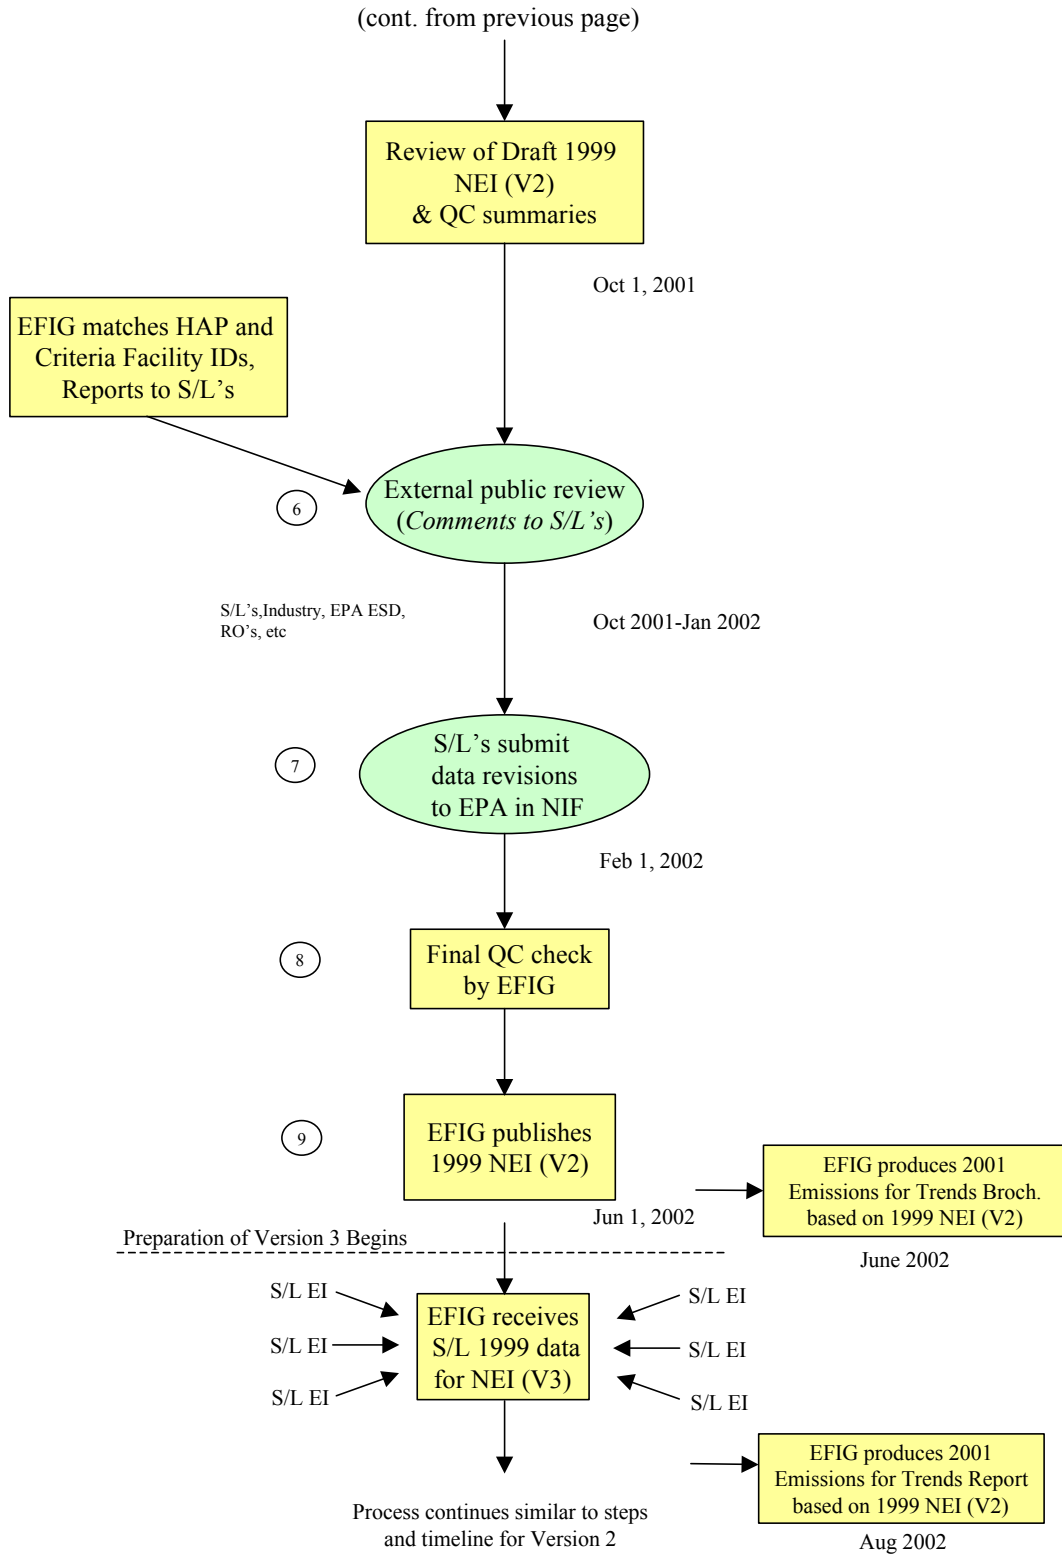 (cont. from previous page)
Review of Draft 1999
NEI (V2)
& QC summaries
Oct 1, 2001
EFIG matches HAP and
Criteria Facility IDs,
Reports to S/L’s
6
External public review
(Comments to S/L’s)
S/L’s,Industry, EPA ESD,
RO’s, etc
Oct 2001-Jan 2002
7
S/L’s submit
data revisions
to EPA in NIF
Feb 1, 2002
8
Final QC check
by EFIG
9
EFIG publishes
1999 NEI (V2)
Jun 1, 2002
EFIG produces 2001
Emissions for Trends Broch.
based on 1999 NEI (V2)
June 2002
Preparation of Version 3 Begins
S/L EI
S/L EI
S/L EI
EFIG receives
S/L 1999 data
for NEI (V3)
S/L EI
S/L EI
S/L EI
EFIG produces 2001
Emissions for Trends Report
based on 1999 NEI (V2)
Aug 2002
Process continues similar to steps
and timeline for Version 2